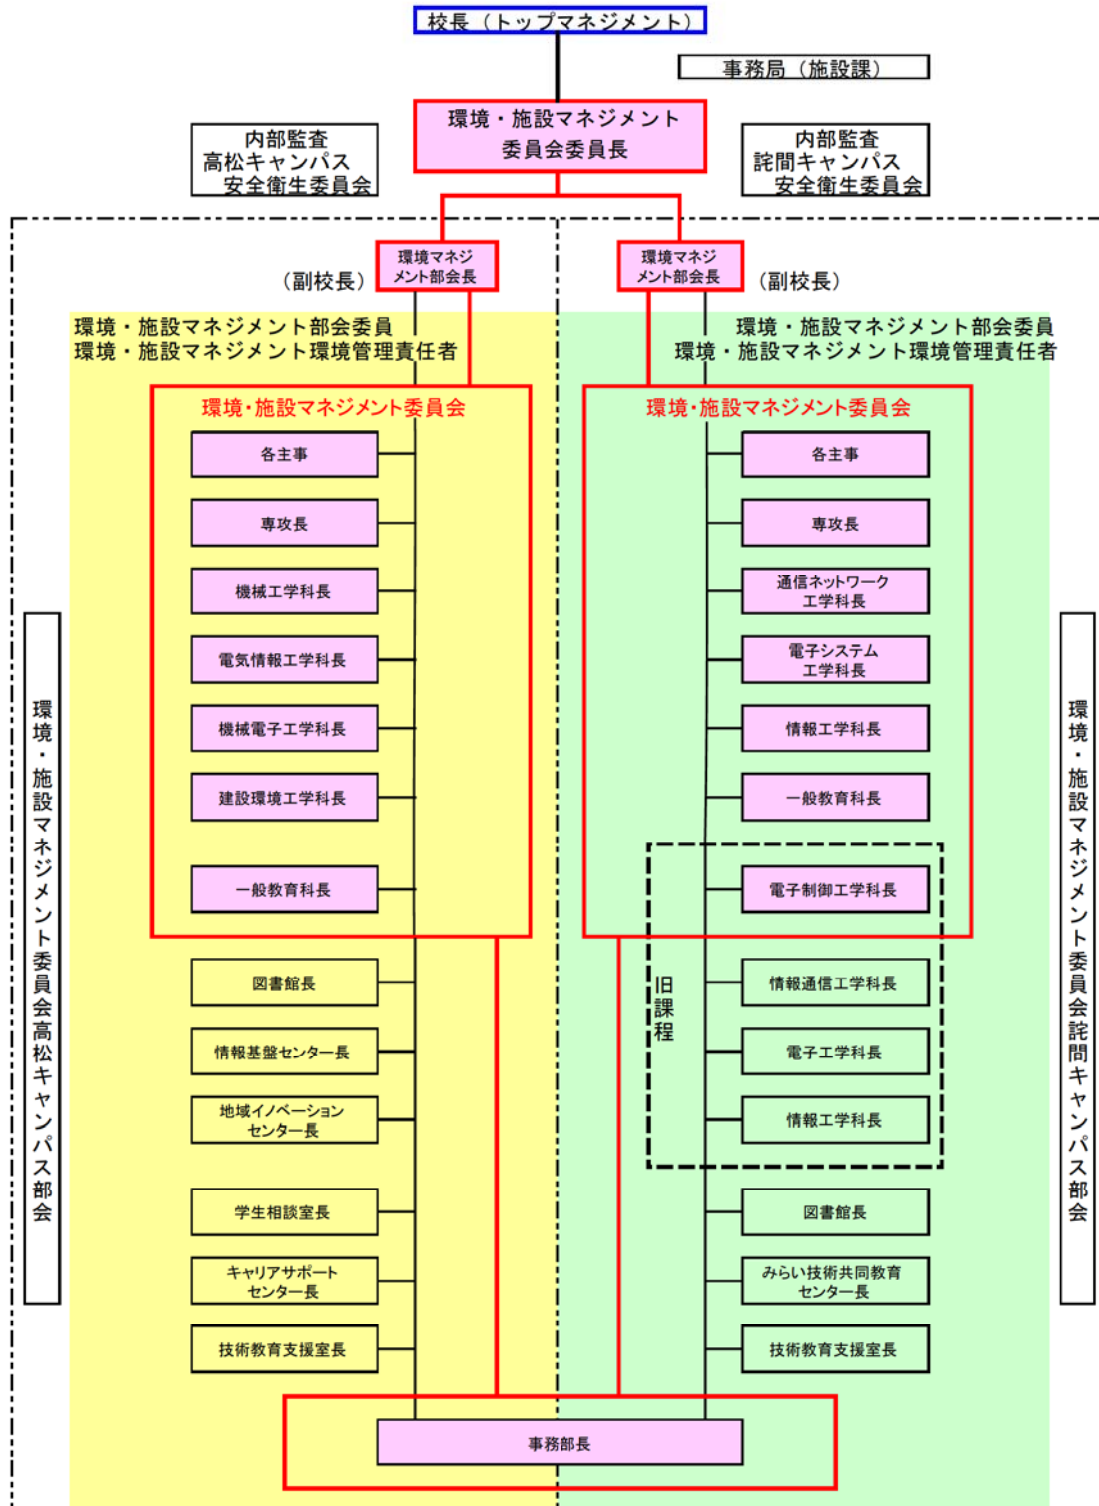 校長（トップマネジメント）
事務局（施設課）
環境・施設マネジメント
委員会委員長
内部監査
高松キャンパス
安全衛生委員会
内部監査
詫間キャンパス
安全衛生委員会
環境マネジ
メント部会長
（副校長）
環境マネジ
メント部会長
（副校長）
環境・施設マネジメント部会委員
環境・施設マネジメント環境管理責任者
環境・施設マネジメント部会委員
環境・施設マネジメント環境管理責任者
環境・施設マネジメント委員会高松キャンパス部会
環境・施設マネジメント委員会
各主事
専攻長
機械工学科長
電気情報工学科長
機械電子工学科長
建設環境工学科長
一般教育科長
図書館長
情報基盤センター長
地域イノベーション
センター長
学生相談室長
キャリアサポート
センター長
技術教育支援室長
環境・施設マネジメント委員会
各主事
専攻長
通信ネットワーク
工学科長
電子システム
工学科長
情報工学科長
一般教育科長
電子制御工学科長
旧課程
情報通信工学科長
電子工学科長
情報工学科長
図書館長
みらい技術共同教育
センター長
技術教育支援室長
環境・施設マネジメント委員会詫間キャンパス部会
事務部長